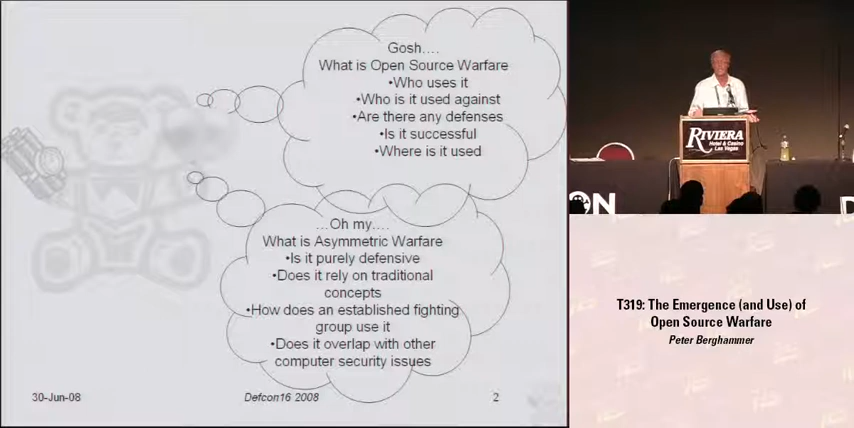 Gosh....
What is Open Source Warfare
•Who uses it
•Who is it used against
•Are there any defenses
•Is it successful
•Where is it used
...Oh my....
What is Asymmetric Warfare
•Is it purely defensive
•Does it rely on traditional
concepts
•How does an established fighting
group use it
•Does it overlap with other
computer security issues
30-Jun-08
Defcon16 2008
2
RIVIERA
Hotel & Casino
Las Vegas
ON
D
T319: The Emergence (and Use) of
Open Source Warfare
Peter Berghammer